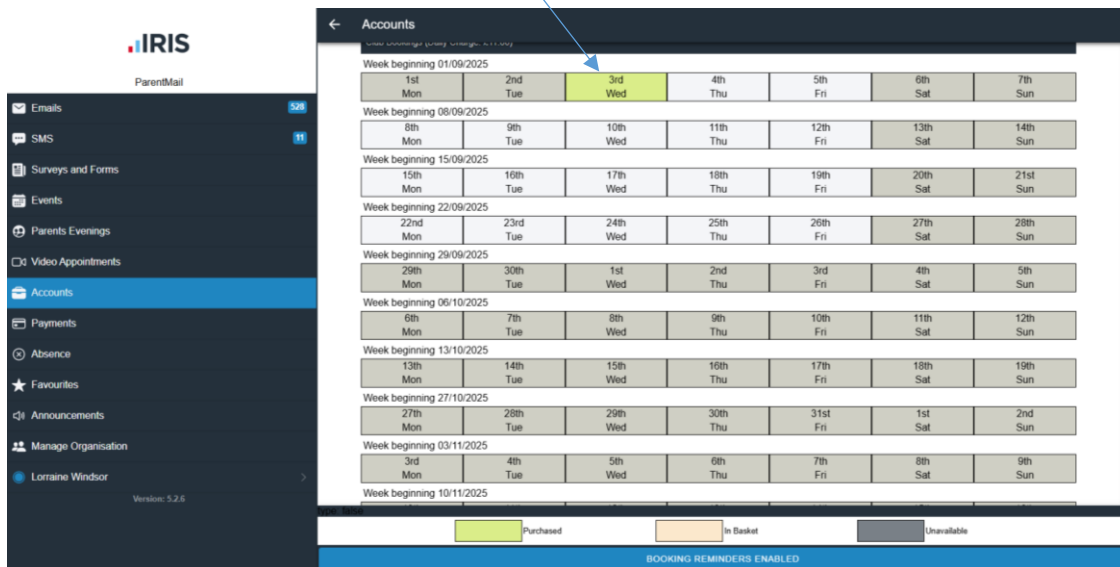 IRIS
ParentMail
Emails 528
SMS 11
Surveys and Forms
Events
Parents Evenings
Video Appointments
Accounts
Payments
Absence
Favourites
Announcements
Manage Organisation
Lorraine Windsor
Version: 5.2.6
Accounts
Week beginning 01/09/2025
1st 2nd 3rd 4th 5th 6th 7th
Mon Tue Wed Thu Fri Sat Sun
Week beginning 08/09/2025
8th 9th 10th 11th 12th 13th 14th
Mon Tue Wed Thu Fri Sat Sun
Week beginning 15/09/2025
15th 16th 17th 18th 19th 20th 21st
Mon Tue Wed Thu Fri Sat Sun
Week beginning 22/09/2025
22nd 23rd 24th 25th 26th 27th 28th
Mon Tue Wed Thu Fri Sat Sun
Week beginning 29/09/2025
29th 30th 1st 2nd 3rd 4th 5th
Mon Tue Wed Thu Fri Sat Sun
Week beginning 06/10/2025
6th 7th 8th 9th 10th 11th 12th
Mon Tue Wed Thu Fri Sat Sun
Week beginning 13/10/2025
13th 14th 15th 16th 17th 18th 19th
Mon Tue Wed Thu Fri Sat Sun
Week beginning 27/10/2025
27th 28th 29th 30th 31st 1st 2nd
Mon Tue Wed Thu Fri Sat Sun
Week beginning 03/11/2025
3rd 4th 5th 6th 7th 8th 9th
Mon Tue Wed Thu Fri Sat Sun
Week beginning 10/11/2025
type: false
Purchased In Basket Unavailable
BOOKING REMINDERS ENABLED